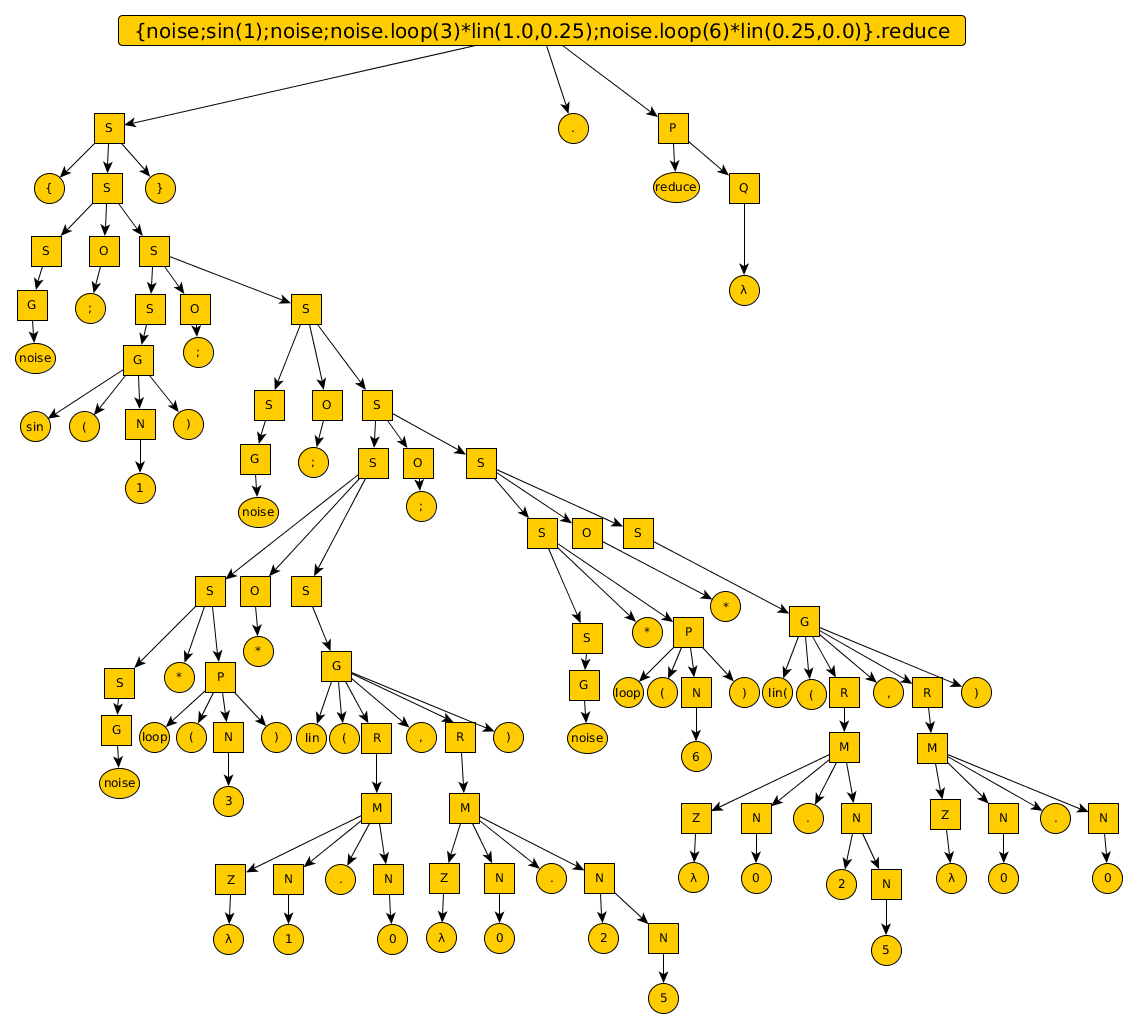 {noise;sin(1);noise;noise.loop(3)*lin(1.0,0.25);noise.loop(6)*lin(0.25,0.0)}.reduce
S . P
{ S } reduce Q
S O S
G ; S O S λ
noise G ;
sin ( N ) S O S
1 G ; S O S
noise ;
S O S
S O S * G
S * P * G S * P
S G loop ( N ) lin( ( R , R )
G loop ( N ) lin ( R , R ) noise 6 M M
noise 3 M M Z N . N Z N . N
Z N . N Z N . N λ 0 2 N λ 0 0
λ 1 0 λ 0 2 N 5
5